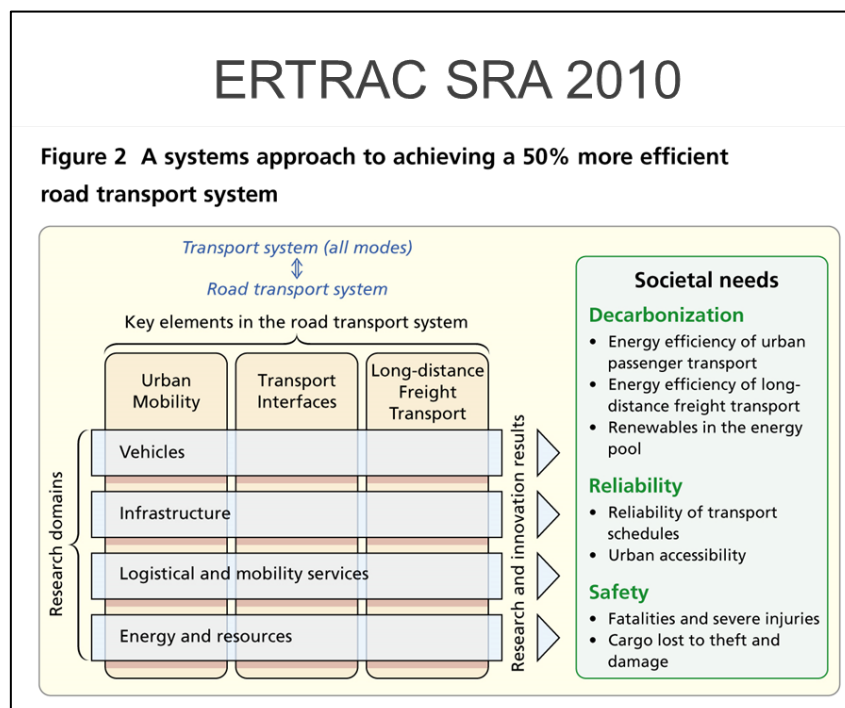 ERTRAC SRA 2010
Figure 2 A systems approach to achieving a 50% more efficient
road transport system
Transport system (all modes)
Road transport system
Key elements in the road transport system
Urban
Mobility
Transport
Interfaces
Long-distance
Freight
Transport
Research domains
Vehicles
Infrastructure
Logistical and mobility services
Energy and resources
Research and innovation results
Societal needs
Decarbonization
• Energy efficiency of urban
passenger transport
• Energy efficiency of long-
distance freight transport
• Renewables in the energy
pool
Reliability
• Reliability of transport
schedules
• Urban accessibility
Safety
• Fatalities and severe injuries
• Cargo lost to theft and
damage